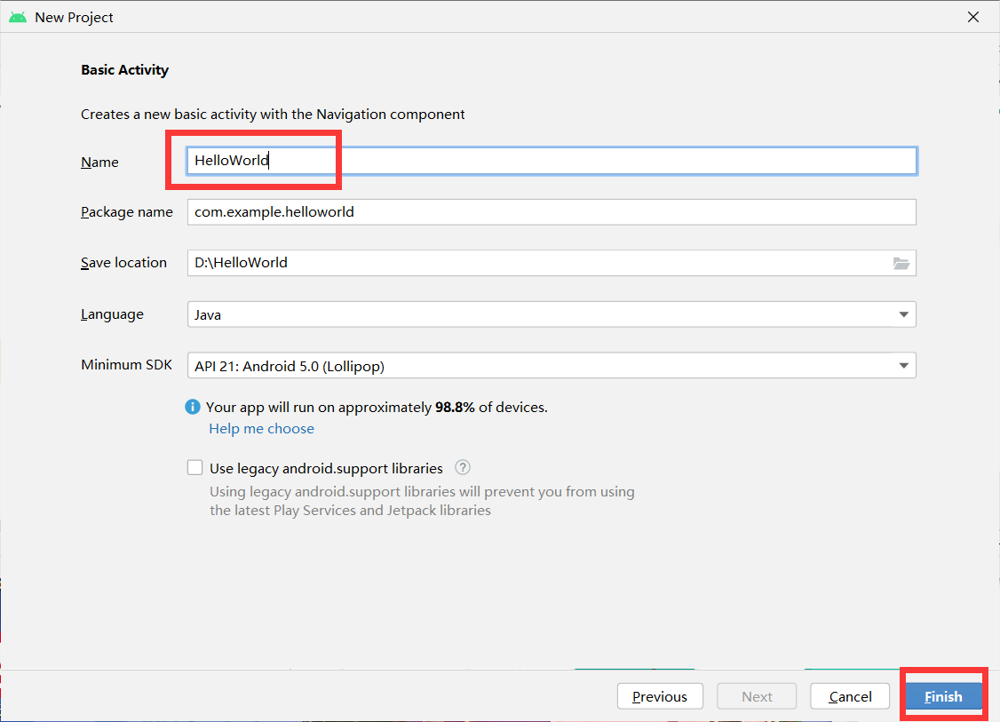 New Project
Basic Activity
Creates a new basic activity with the Navigation component
Name
HelloWorld
Package name
com.example.helloworld
Save location
D:\HelloWorld
Language
Java
Minimum SDK
API 21: Android 5.0 (Lollipop)
Your app will run on approximately 98.8% of devices.
Help me choose
Use legacy android.support libraries ?
Using legacy android.support libraries will prevent you from using
the latest Play Services and Jetpack libraries
Previous
Next
Cancel
Finish